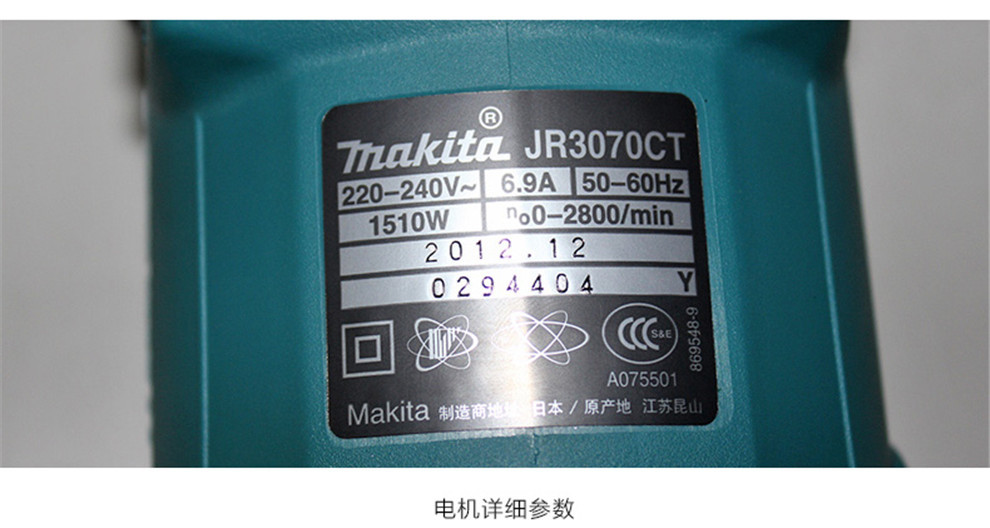 makita® JR3070CT
220-240V~ 6.9A 50-60Hz
1510W n₀0-2800/min
2012.12
0294404 Y
CCC S&E
869548-9
A075501
Makita 制造商地址 日本 / 原产地 江苏昆山
电机详细参数